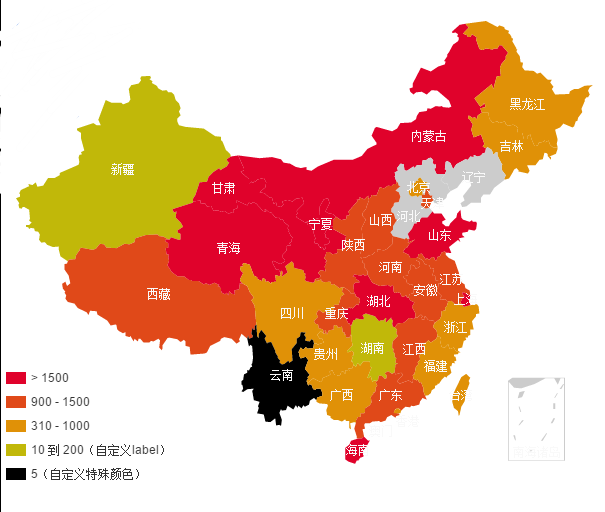 黑龙江
内蒙古
吉林
新疆
辽宁
甘肃
北京
天津
河北
宁夏
山西
山东
青海
陕西
河南
西藏
江苏
安徽
湖北
上海
四川
重庆
浙江
湖南
江西
贵州
福建
云南
广西
广东
台湾
海南
> 1500
900 - 1500
310 - 1000
10 到 200（自定义label）
5（自定义特殊颜色）